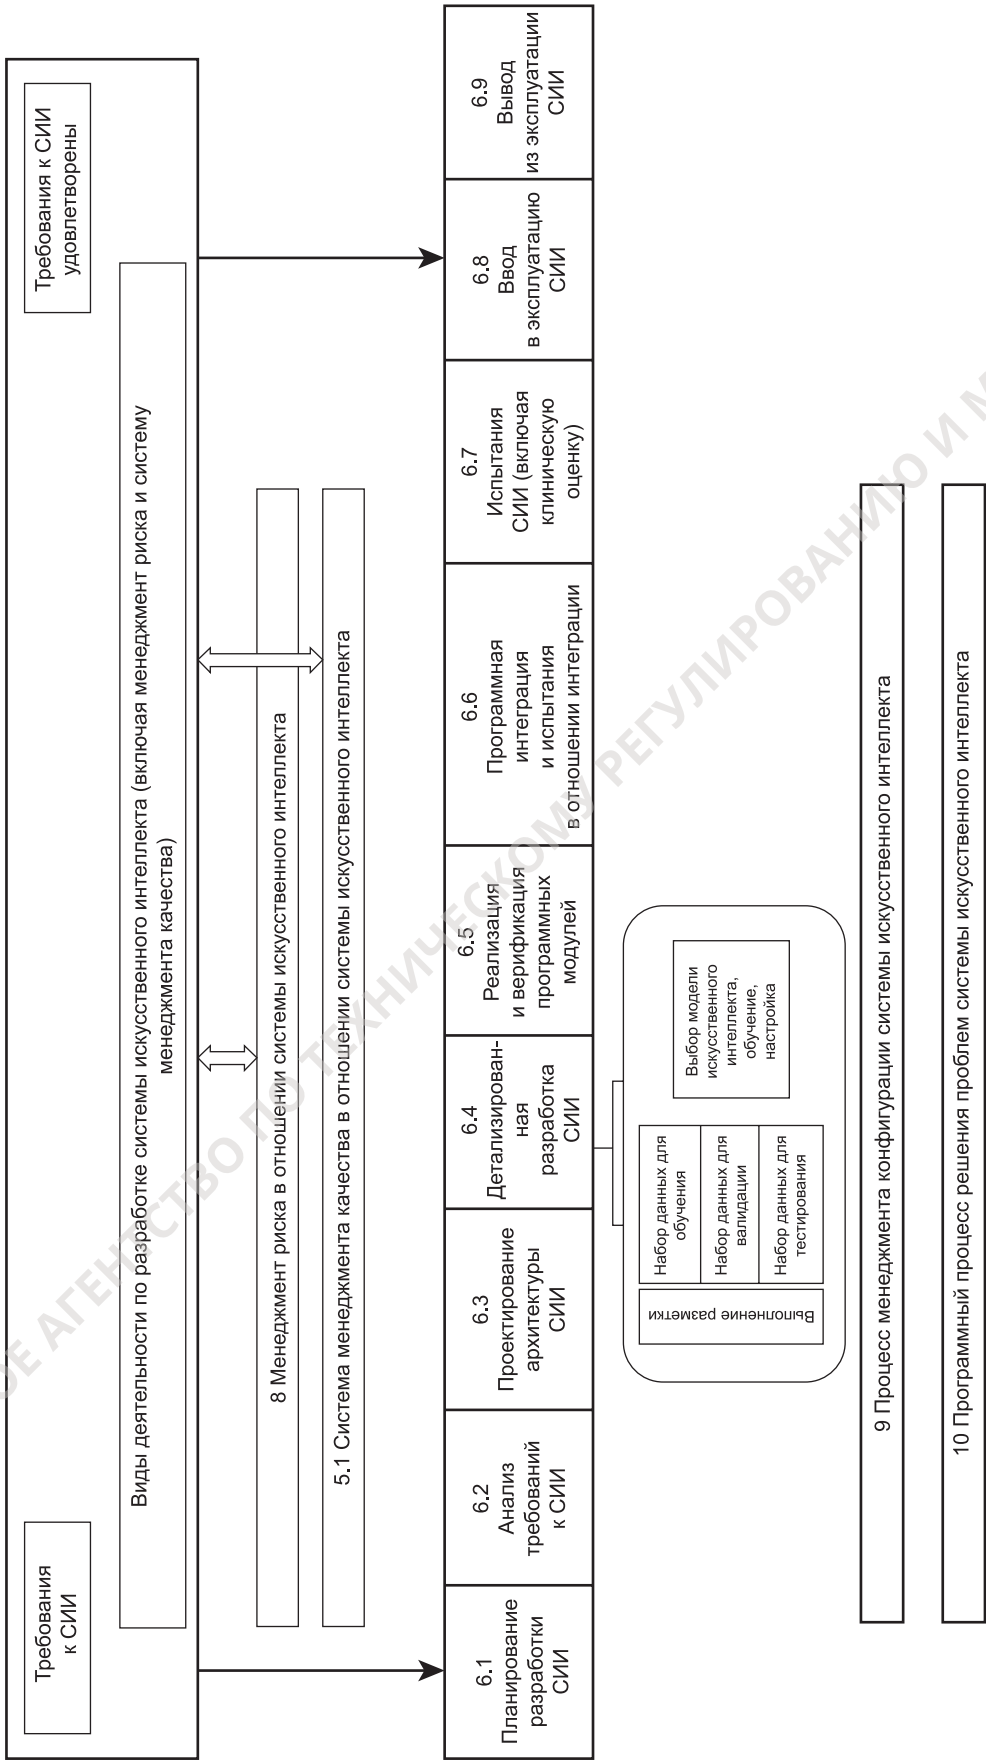 Требования
к СИИ
Требования к СИИ
удовлетворены
Виды деятельности по разработке системы искусственного интеллекта (включая менеджмент риска и систему
менеджмента качества)
8 Менеджмент риска в отношении системы искусственного интеллекта
5.1 Система менеджмента качества в отношении системы искусственного интеллекта
6.1
Планирование
разработки
СИИ
6.2
Анализ
требований
к СИИ
6.3
Проектирование
архитектуры
СИИ
6.4
Детализирован-
ная
разработка
СИИ
6.5
Реализация
и верификация
программных
модулей
6.6
Программная
интеграция
и испытания
в отношении интеграции
6.7
Испытания
СИИ (включая
клиническую
оценку)
6.8
Ввод
в эксплуатацию
СИИ
6.9
Вывод
из эксплуатации
СИИ
Выполнение разметки
Набор данных для
обучения
Набор данных для
валидации
Набор данных для
тестирования
Выбор модели
искусственного
интеллекта,
обучение,
настройка
9 Процесс менеджмента конфигурации системы искусственного интеллекта
10 Программный процесс решения проблем системы искусственного интеллекта
АГЕНТСТВО ПО ТЕХНИЧЕСКОМУ РЕГУЛИРОВАНИЮ И